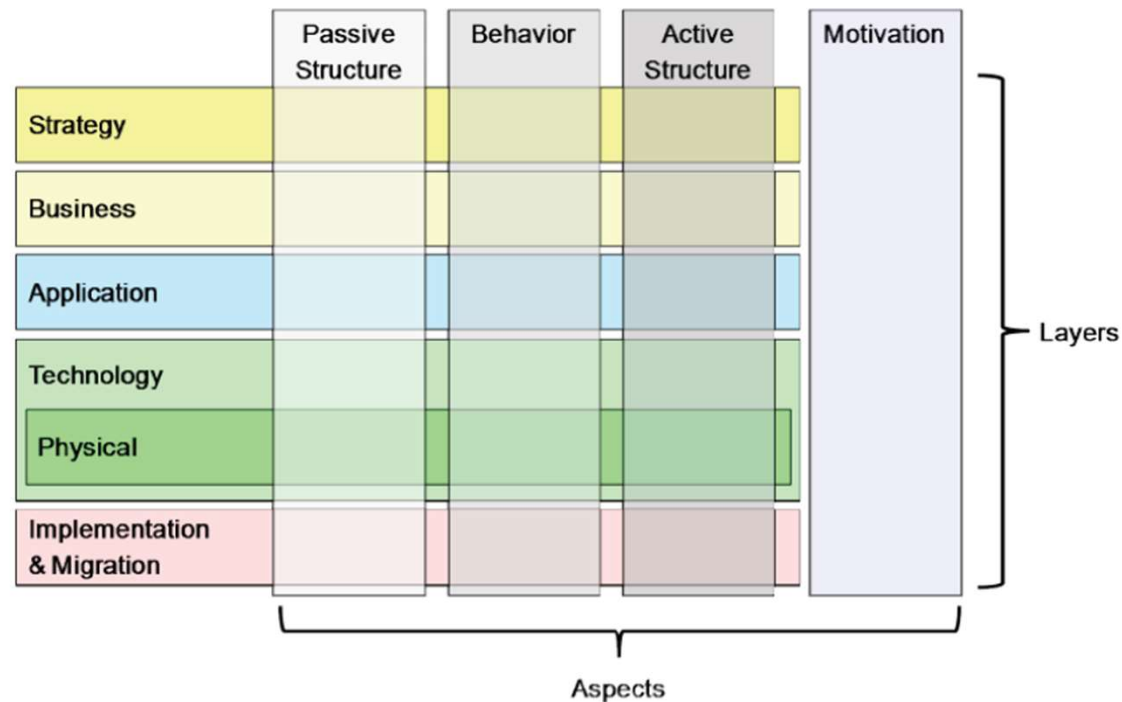 Passive
Structure
Behavior
Active
Structure
Motivation
Strategy
Business
Application
Technology
Physical
Implementation
& Migration
Layers
Aspects